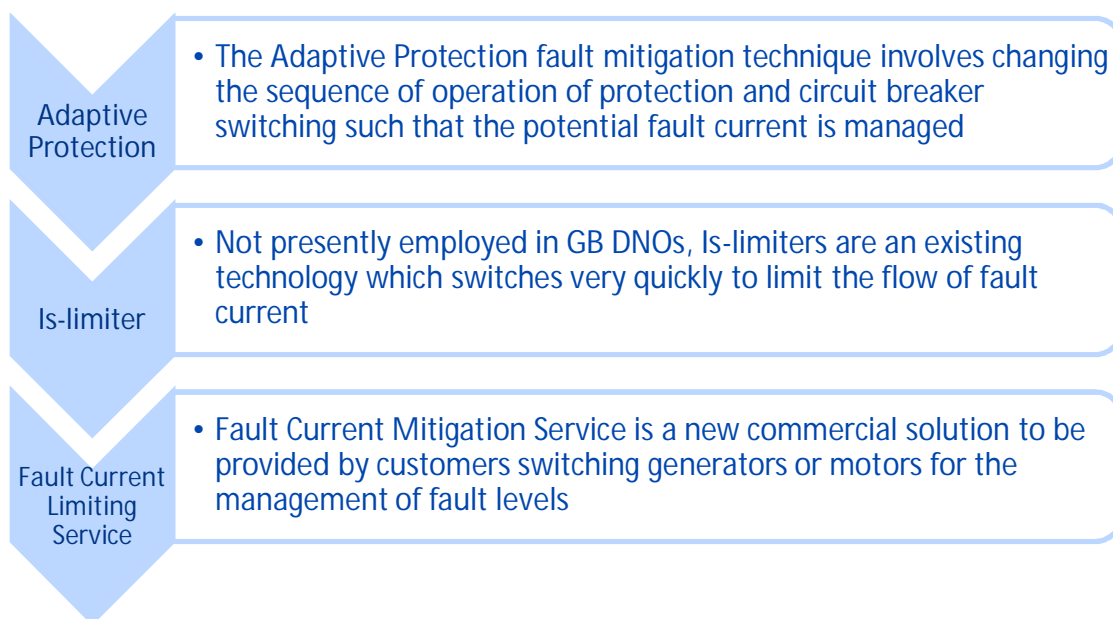 Adaptive
Protection
• The Adaptive Protection fault mitigation technique involves changing
the sequence of operation of protection and circuit breaker
switching such that the potential fault current is managed
Is-limiter
• Not presently employed in GB DNOs, Is-limiters are an existing
technology which switches very quickly to limit the flow of fault
current
Fault Current
Limiting
Service
• Fault Current Mitigation Service is a new commercial solution to be
provided by customers switching generators or motors for the
management of fault levels